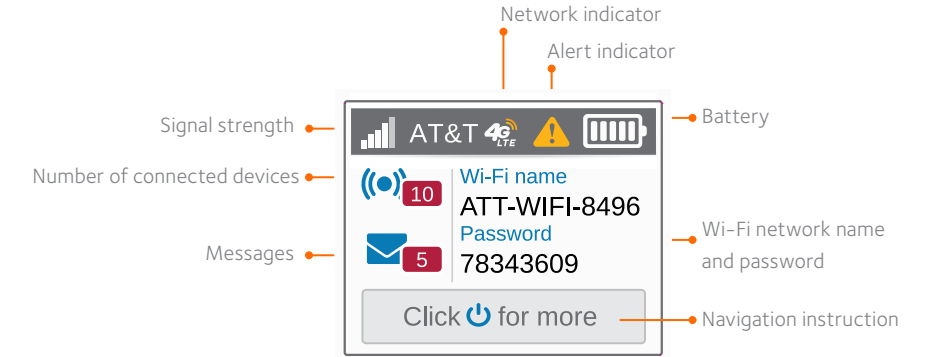 Network indicator
Alert indicator
Signal strength
AT&T 4G LTE
Battery
Number of connected devices
10
Wi-Fi name
ATT-WIFI-8496
Password
78343609
Messages
5
Wi-Fi network name
and password
Click for more
Navigation instruction